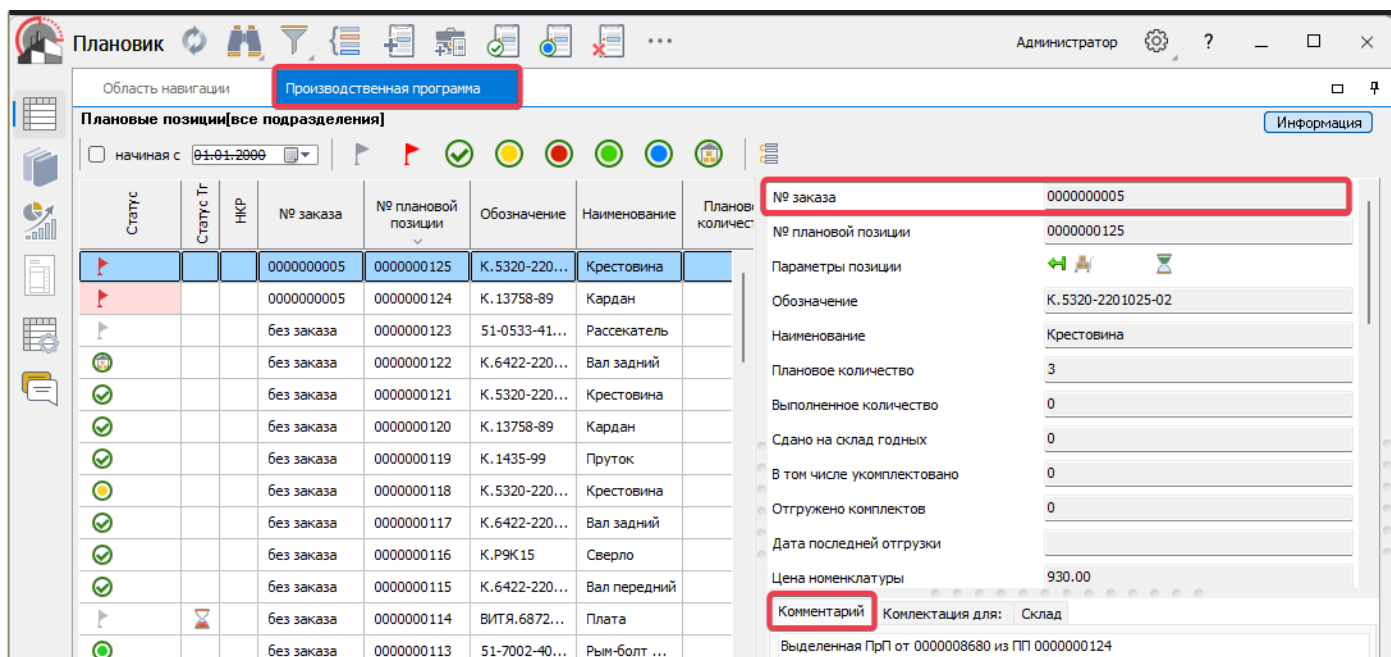 Плановик
Администратор
?
Область навигации
Производственная программа
Плановые позиции[все подразделения]
Информация
начиная с 01.01.2000
Статус
Статус Тг
НКР
№ заказа
№ плановой позиции
Обозначение
Наименование
Планов
количест
0000000005 0000000125 К.5320-220... Крестовина
0000000005 0000000124 К.13758-89 Кардан
без заказа 0000000123 51-0533-41... Рассекатель
без заказа 0000000122 К.6422-220... Вал задний
без заказа 0000000121 К.5320-220... Крестовина
без заказа 0000000120 К.13758-89 Кардан
без заказа 0000000119 К.1435-99 Пруток
без заказа 0000000118 К.5320-220... Крестовина
без заказа 0000000117 К.6422-220... Вал задний
без заказа 0000000116 К.Р9К15 Сверло
без заказа 0000000115 К.6422-220... Вал передний
без заказа 0000000114 ВИТЯ.6872... Плата
без заказа 0000000113 51-7002-40... Рым-болт ...
№ заказа 0000000005
№ плановой позиции 0000000125
Параметры позиции
Обозначение К.5320-2201025-02
Наименование Крестовина
Плановое количество 3
Выполненное количество 0
Сдано на склад годных 0
В том числе укомплектовано 0
Отгружено комплектов 0
Дата последней отгрузки
Цена номенклатуры 930.00
Комментарий Комлектация для: Склад
Выделенная ПрП от 0000008680 из ПП 0000000124